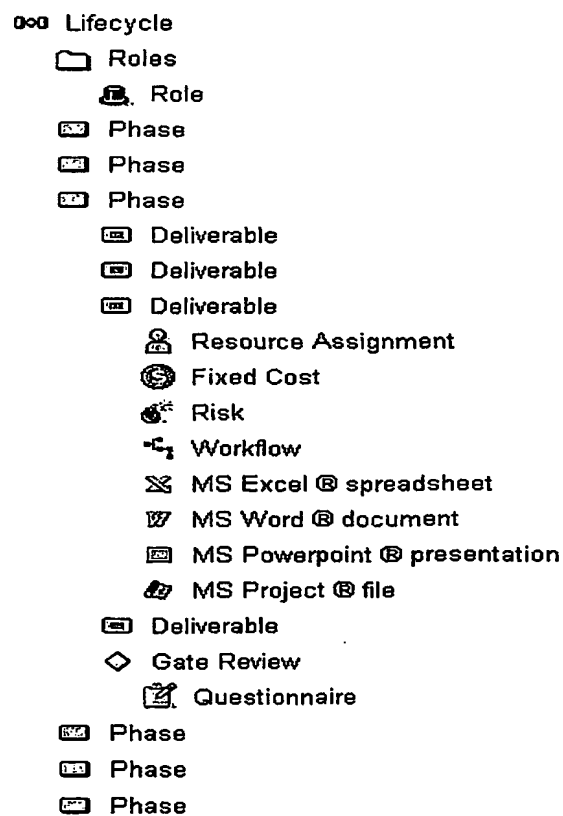 Lifecycle
Roles
Role
Phase
Phase
Phase
Deliverable
Deliverable
Deliverable
Resource Assignment
Fixed Cost
Risk
Workflow
MS Excel ® spreadsheet
MS Word ® document
MS Powerpoint ® presentation
MS Project ® file
Deliverable
Gate Review
Questionnaire
Phase
Phase
Phase